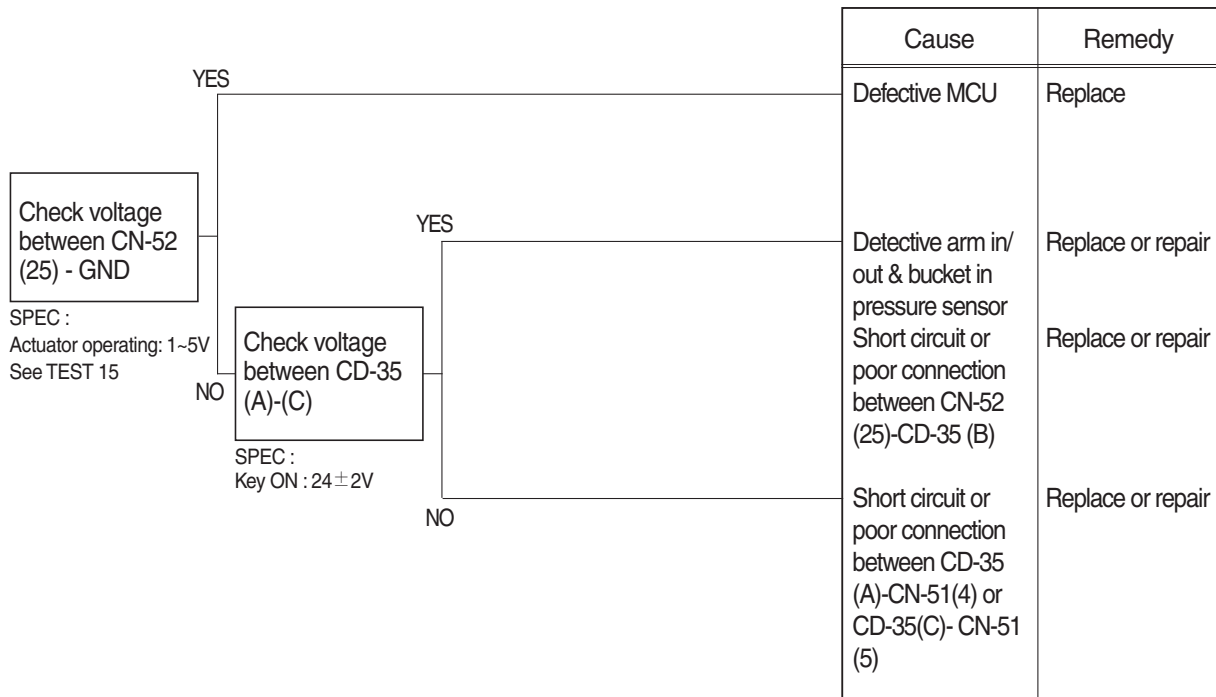 Cause
Remedy
YES
Defective MCU
Replace
Check voltage
between CN-52
(25) - GND
SPEC :
Actuator operating: 1~5V
See TEST 15
NO
YES
Check voltage
between CD-35
(A)-(C)
SPEC :
Key ON : 24±2V
NO
Detective arm in/
out & bucket in
pressure sensor
Replace or repair
Short circuit or
poor connection
between CN-52
(25)-CD-35 (B)
Replace or repair
Short circuit or
poor connection
between CD-35
(A)-CN-51(4) or
CD-35(C)- CN-51
(5)
Replace or repair